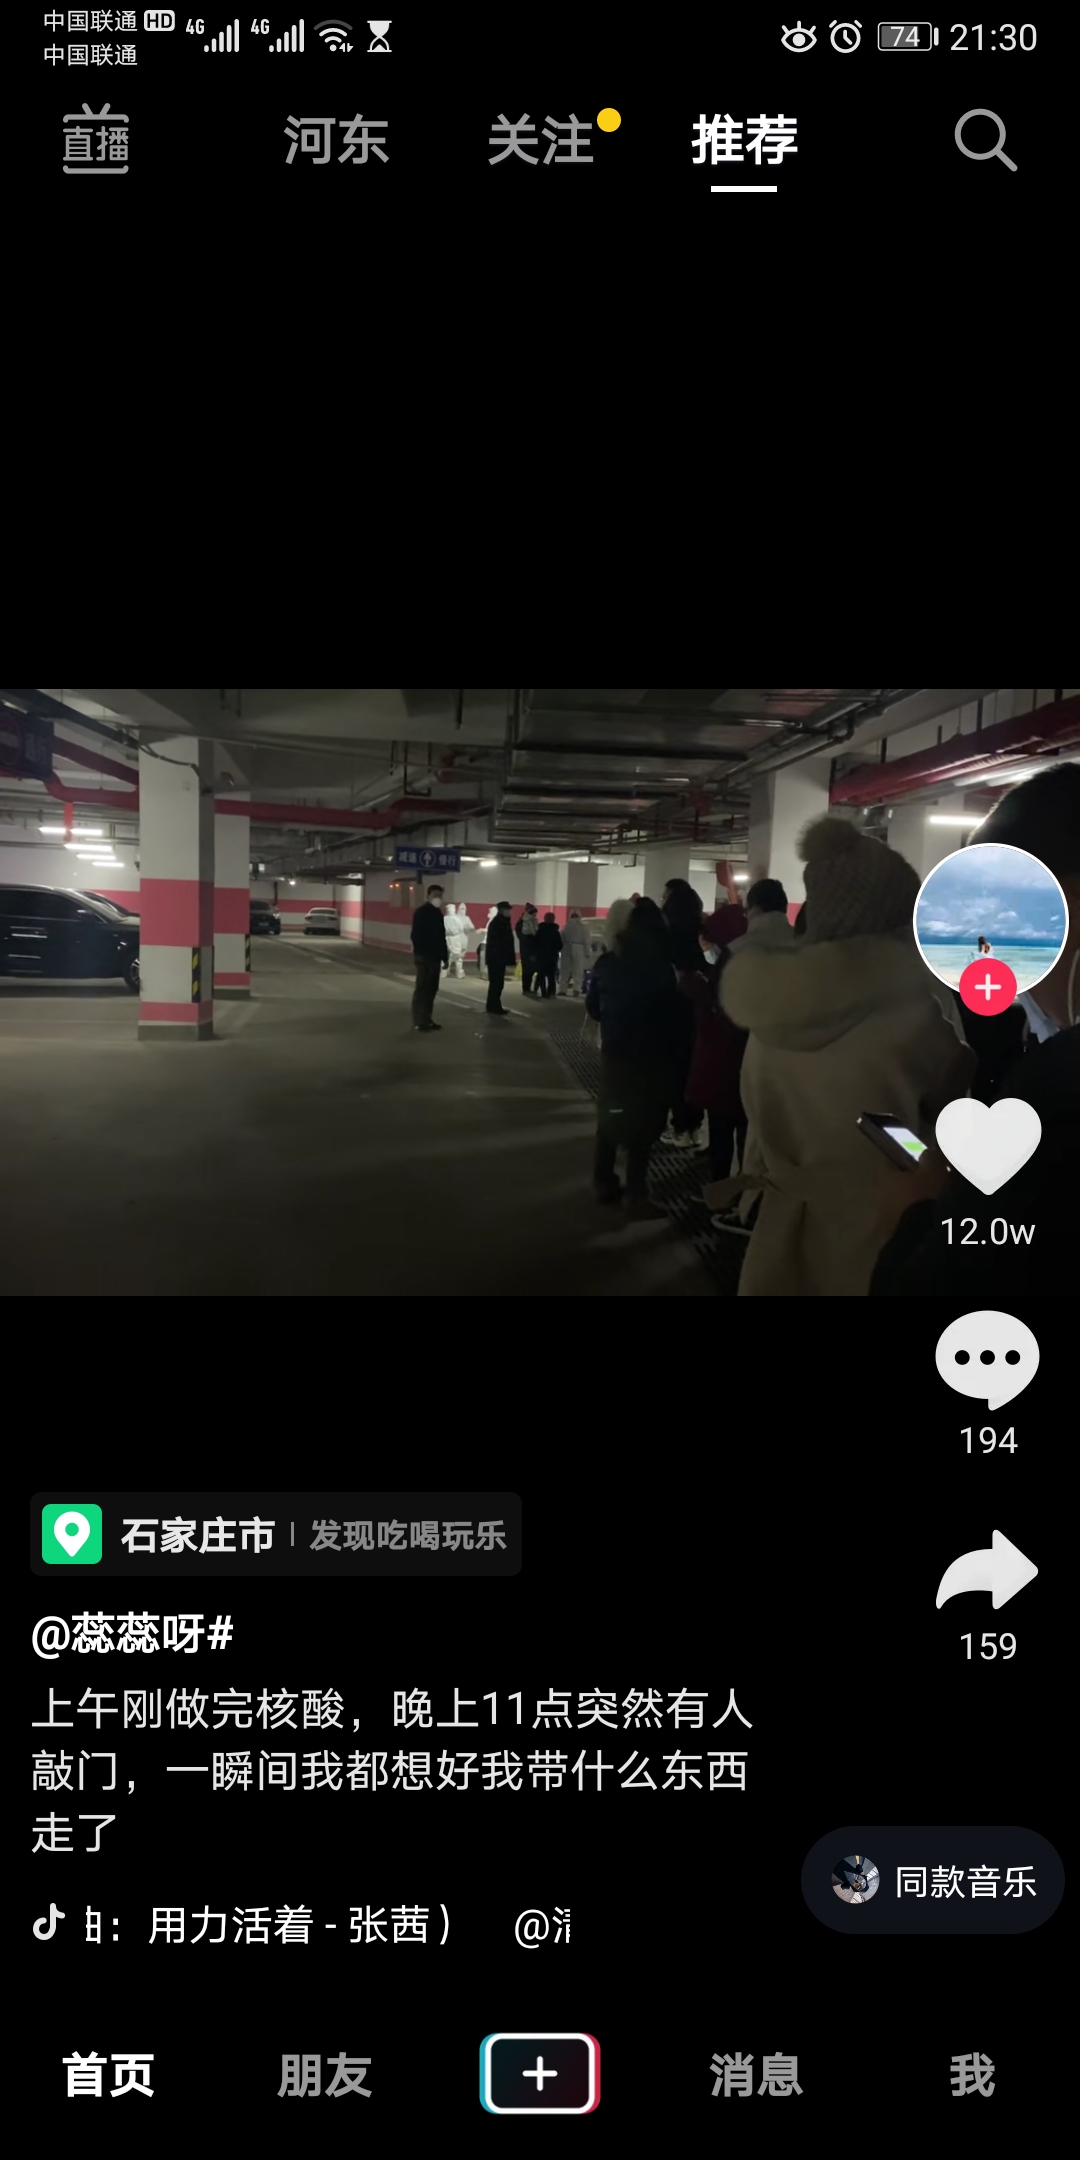 中国联通 HD 4G 4G 74 21:30
中国联通
直播 河东 关注 推荐
减速 慢行
12.0w
194
石家庄市 | 发现吃喝玩乐
159
@蕊蕊呀#
上午刚做完核酸，晚上11点突然有人
敲门，一瞬间我都想好我带什么东西
走了
同款音乐
：用力活着 - 张茜） @
首页 朋友 消息 我